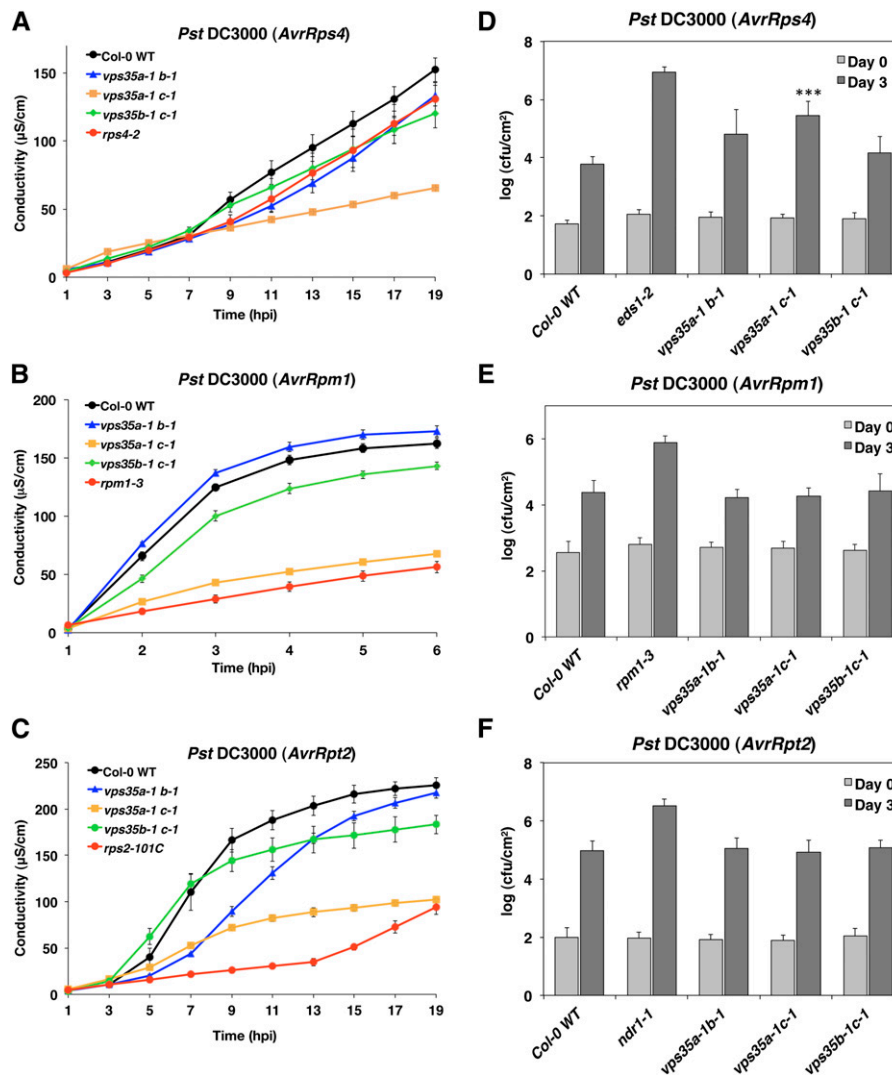 A
Pst DC3000 (AvrRps4)
Conductivity (µS/cm)
150
100
50
0
Col-0 WT
vps35a-1 b-1
vps35a-1 c-1
vps35b-1 c-1
rps4-2
1 3 5 7 9 11 13 15 17 19
Time (hpi)
B
Pst DC3000 (AvrRpm1)
Conductivity (µS/cm)
200
150
100
50
0
Col-0 WT
vps35a-1 b-1
vps35a-1 c-1
vps35b-1 c-1
rpm1-3
1 2 3 4 5 6
Time (hpi)
C
Pst DC3000 (AvrRpt2)
Conductivity (µS/cm)
250
200
150
100
50
0
Col-0 WT
vps35a-1 b-1
vps35a-1 c-1
vps35b-1 c-1
rps2-101C
1 3 5 7 9 11 13 15 17 19
Time (hpi)
D
Pst DC3000 (AvrRps4)
log (cfu/cm²)
8
6
4
2
0
Day 0
Day 3
***
Col-0 WT
eds1-2
vps35a-1 b-1
vps35a-1 c-1
vps35b-1 c-1
E
Pst DC3000 (AvrRpm1)
log (cfu/cm²)
6
4
2
0
Day 0
Day 3
Col-0 WT
rpm1-3
vps35a-1b-1
vps35a-1c-1
vps35b-1c-1
F
Pst DC3000 (AvrRpt2)
log (cfu/cm²)
8
6
4
2
0
Day 0
Day 3
Col-0 WT
ndr1-1
vps35a-1b-1
vps35a-1c-1
vps35b-1c-1